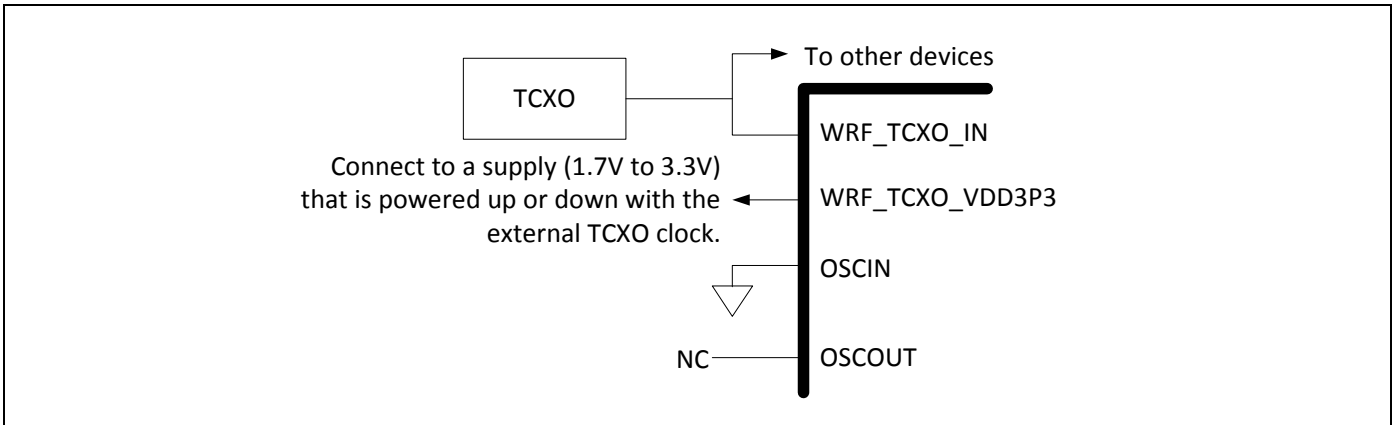 To other devices
TCXO
WRF_TCXO_IN
Connect to a supply (1.7V to 3.3V)
that is powered up or down with the
external TCXO clock.
WRF_TCXO_VDD3P3
OSCIN
NC
OSCOUT